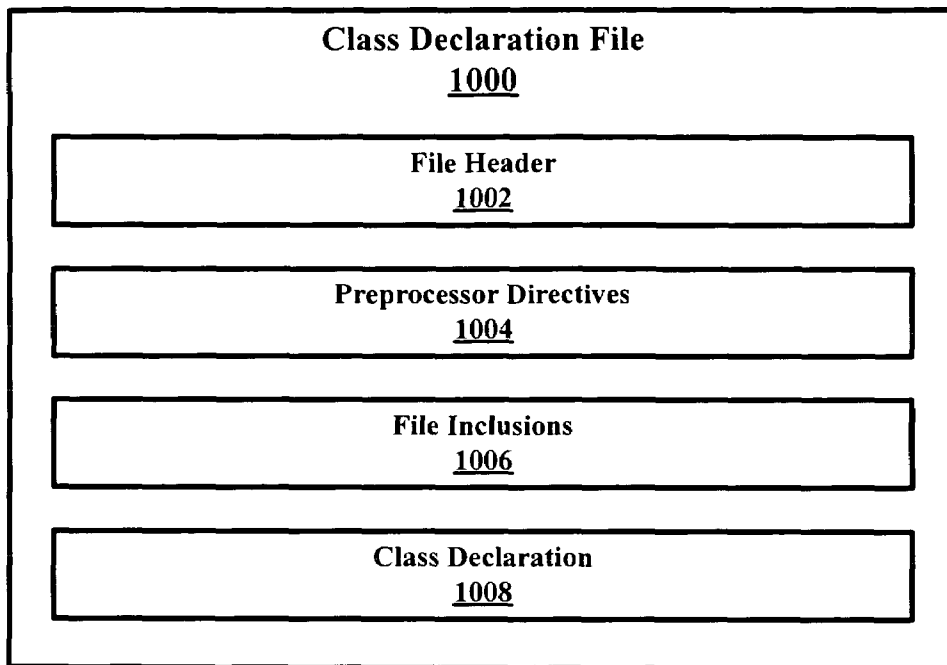 Class Declaration File
1000
File Header
1002
Preprocessor Directives
1004
File Inclusions
1006
Class Declaration
1008